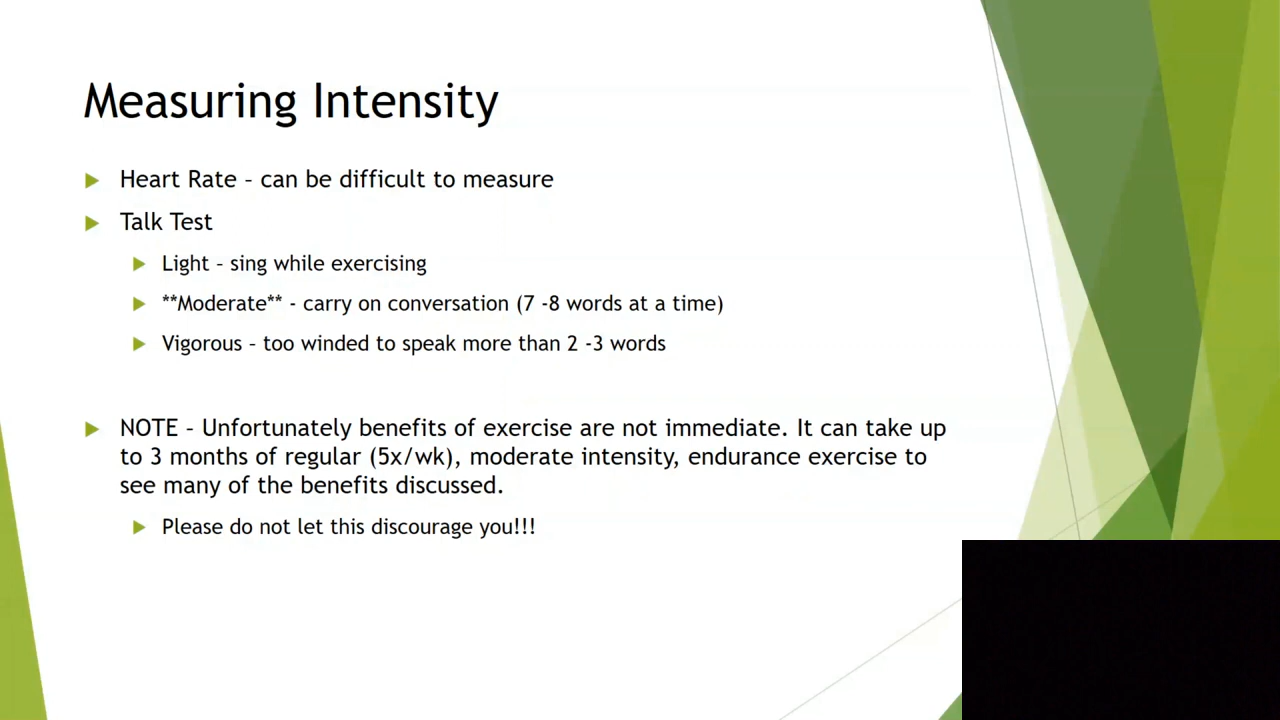 Measuring Intensity
Heart Rate – can be difficult to measure
Talk Test
Light – sing while exercising
**Moderate** - carry on conversation (7 -8 words at a time)
Vigorous – too winded to speak more than 2 -3 words
NOTE – Unfortunately benefits of exercise are not immediate. It can take up
to 3 months of regular (5x/wk), moderate intensity, endurance exercise to
see many of the benefits discussed.
Please do not let this discourage you!!!